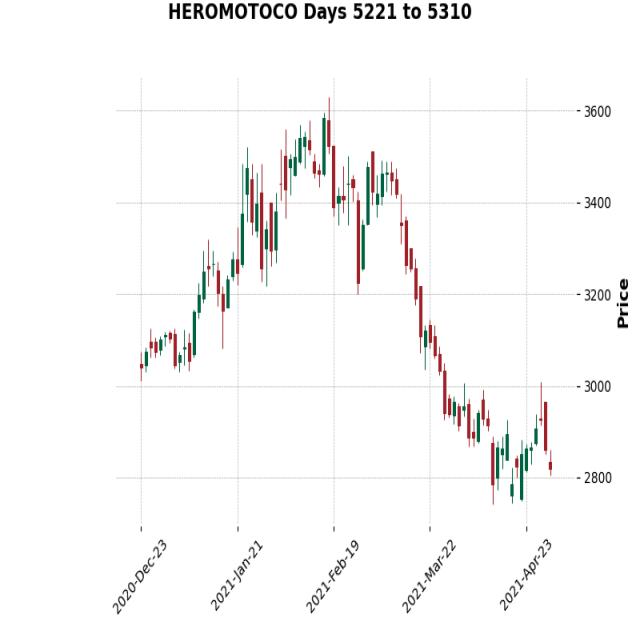 HEROMOTOCO Days 5221 to 5310
3600
3400
3200
3000
2800
Price
2020-Dec-23
2021-Jan-21
2021-Feb-19
2021-Mar-22
2021-Apr-23